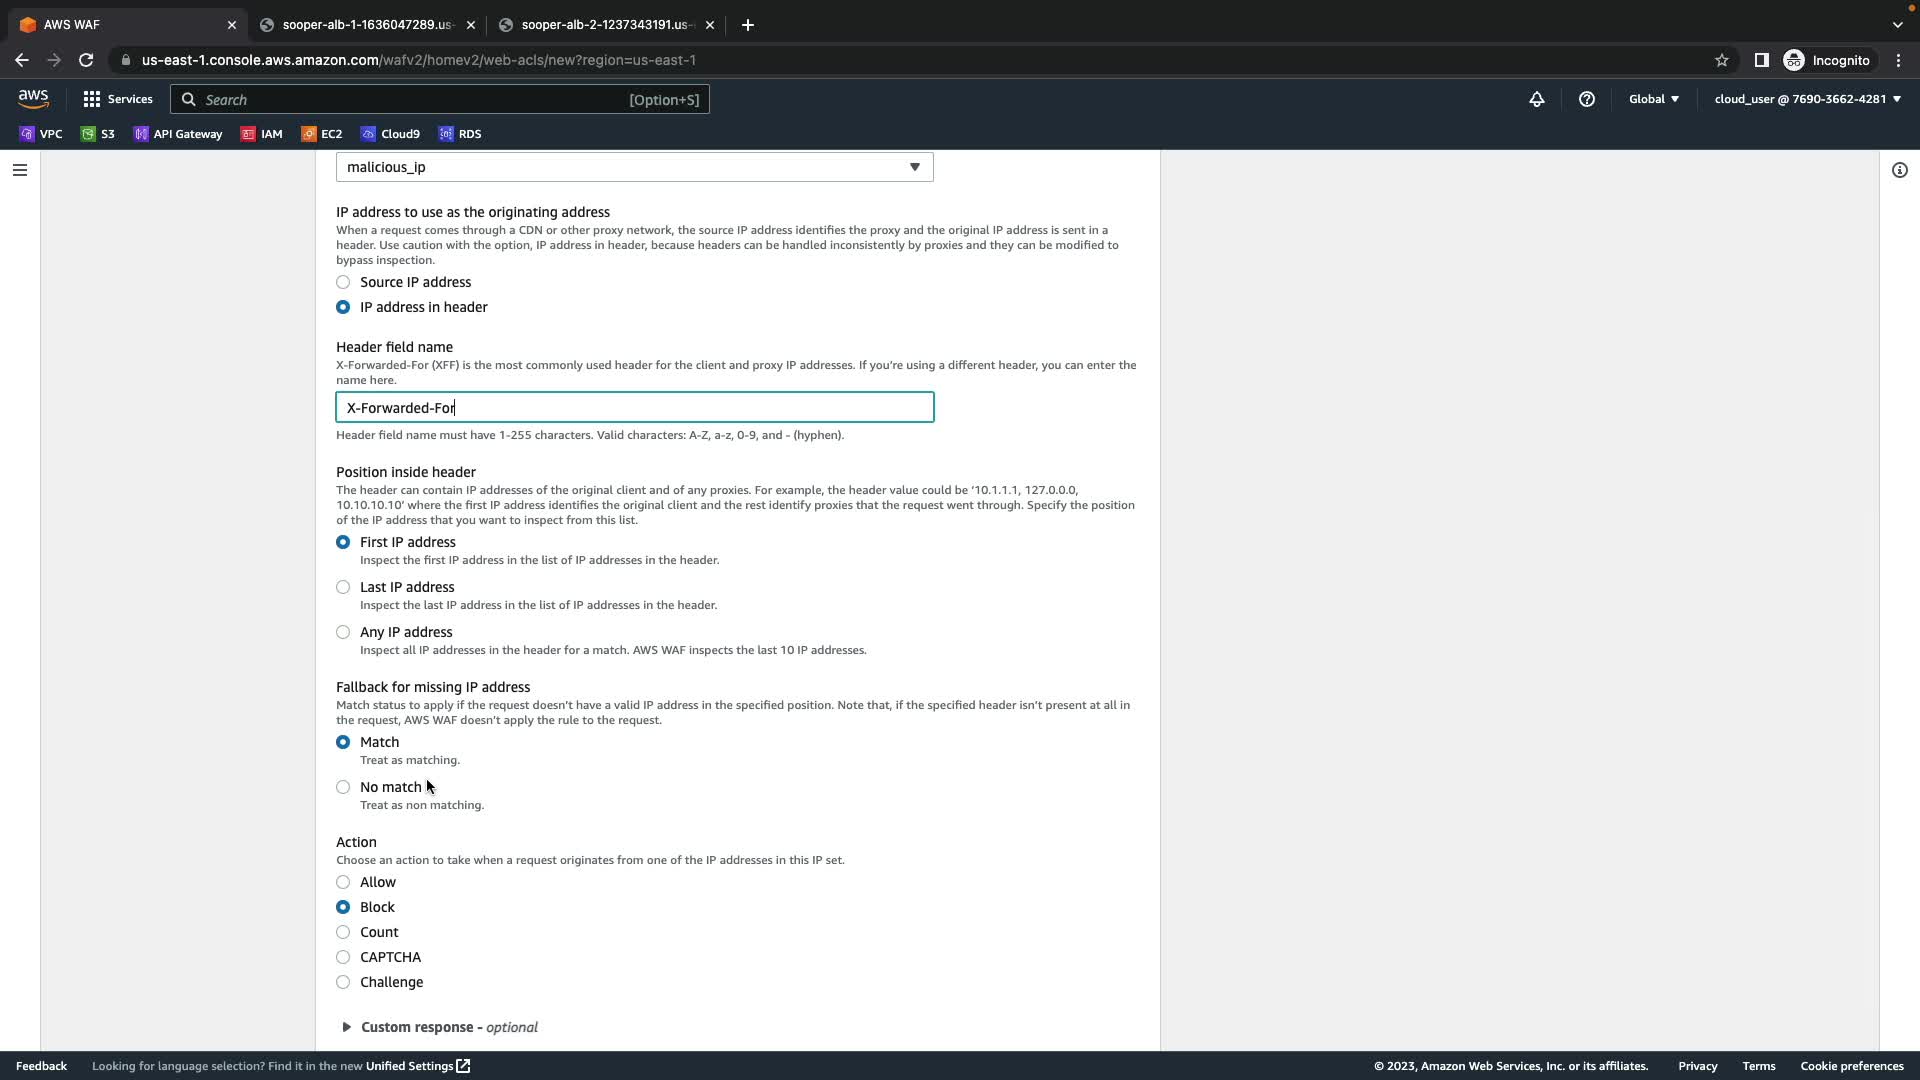 AWS WAF
sooper-alb-1-1636047289.us-
sooper-alb-2-1237343191.us-
us-east-1.console.aws.amazon.com/wafv2/homev2/web-acls/new?region=us-east-1
Incognito
aws
Services
Search
[Option+S]
Global
cloud_user @ 7690-3662-4281
VPC
S3
API Gateway
IAM
EC2
Cloud9
RDS
malicious_ip
IP address to use as the originating address
When a request comes through a CDN or other proxy network, the source IP address identifies the proxy and the original IP address is sent in a
header. Use caution with the option, IP address in header, because headers can be handled inconsistently by proxies and they can be modified to
bypass inspection.
Source IP address
IP address in header
Header field name
X-Forwarded-For (XFF) is the most commonly used header for the client and proxy IP addresses. If you're using a different header, you can enter the
name here.
X-Forwarded-For
Header field name must have 1-255 characters. Valid characters: A-Z, a-z, 0-9, and - (hyphen).
Position inside header
The header can contain IP addresses of the original client and of any proxies. For example, the header value could be '10.1.1.1, 127.0.0.0,
10.10.10.10' where the first IP address identifies the original client and the rest identify proxies that the request went through. Specify the position
of the IP address that you want to inspect from this list.
First IP address
Inspect the first IP address in the list of IP addresses in the header.
Last IP address
Inspect the last IP address in the list of IP addresses in the header.
Any IP address
Inspect all IP addresses in the header for a match. AWS WAF inspects the last 10 IP addresses.
Fallback for missing IP address
Match status to apply if the request doesn't have a valid IP address in the specified position. Note that, if the specified header isn't present at all in
the request, AWS WAF doesn't apply the rule to the request.
Match
Treat as matching.
No match
Treat as non matching.
Action
Choose an action to take when a request originates from one of the IP addresses in this IP set.
Allow
Block
Count
CAPTCHA
Challenge
Custom response - optional
Feedback
Looking for language selection? Find it in the new Unified Settings
© 2023, Amazon Web Services, Inc. or its affiliates.
Privacy
Terms
Cookie preferences